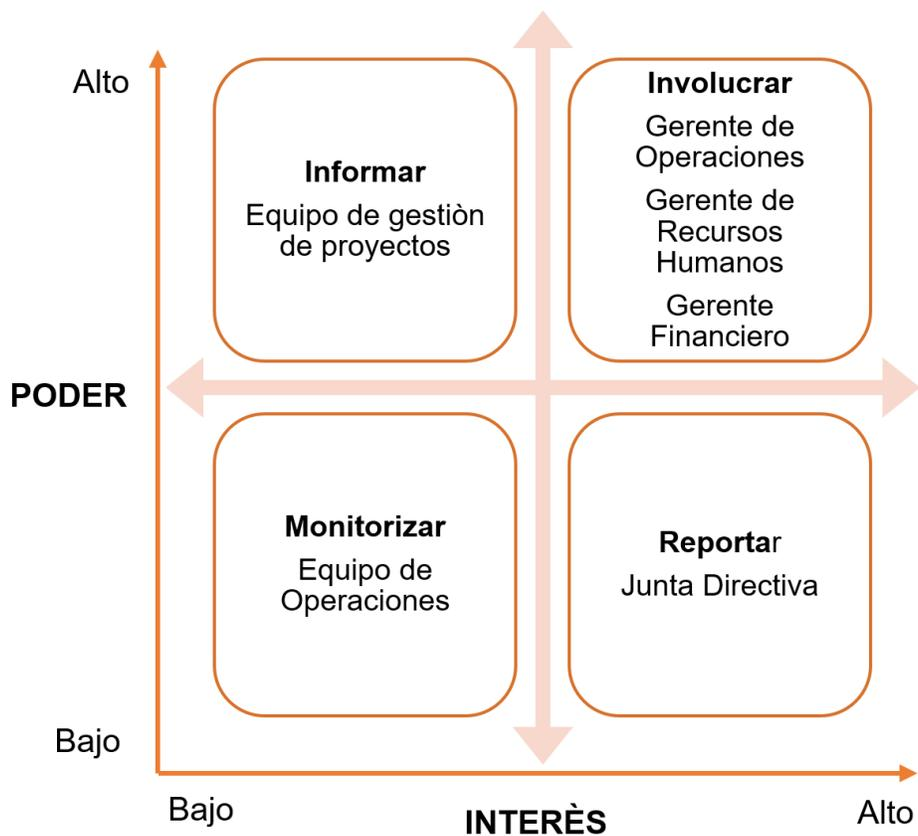 Alto
Informar
Equipo de gestiòn
de proyectos
Involucrar
Gerente de
Operaciones
Gerente de
Recursos
Humanos
Gerente
Financiero
PODER
Monitorizar
Equipo de
Operaciones
Reportar
Junta Directiva
Bajo
Bajo
INTERÈS
Alto